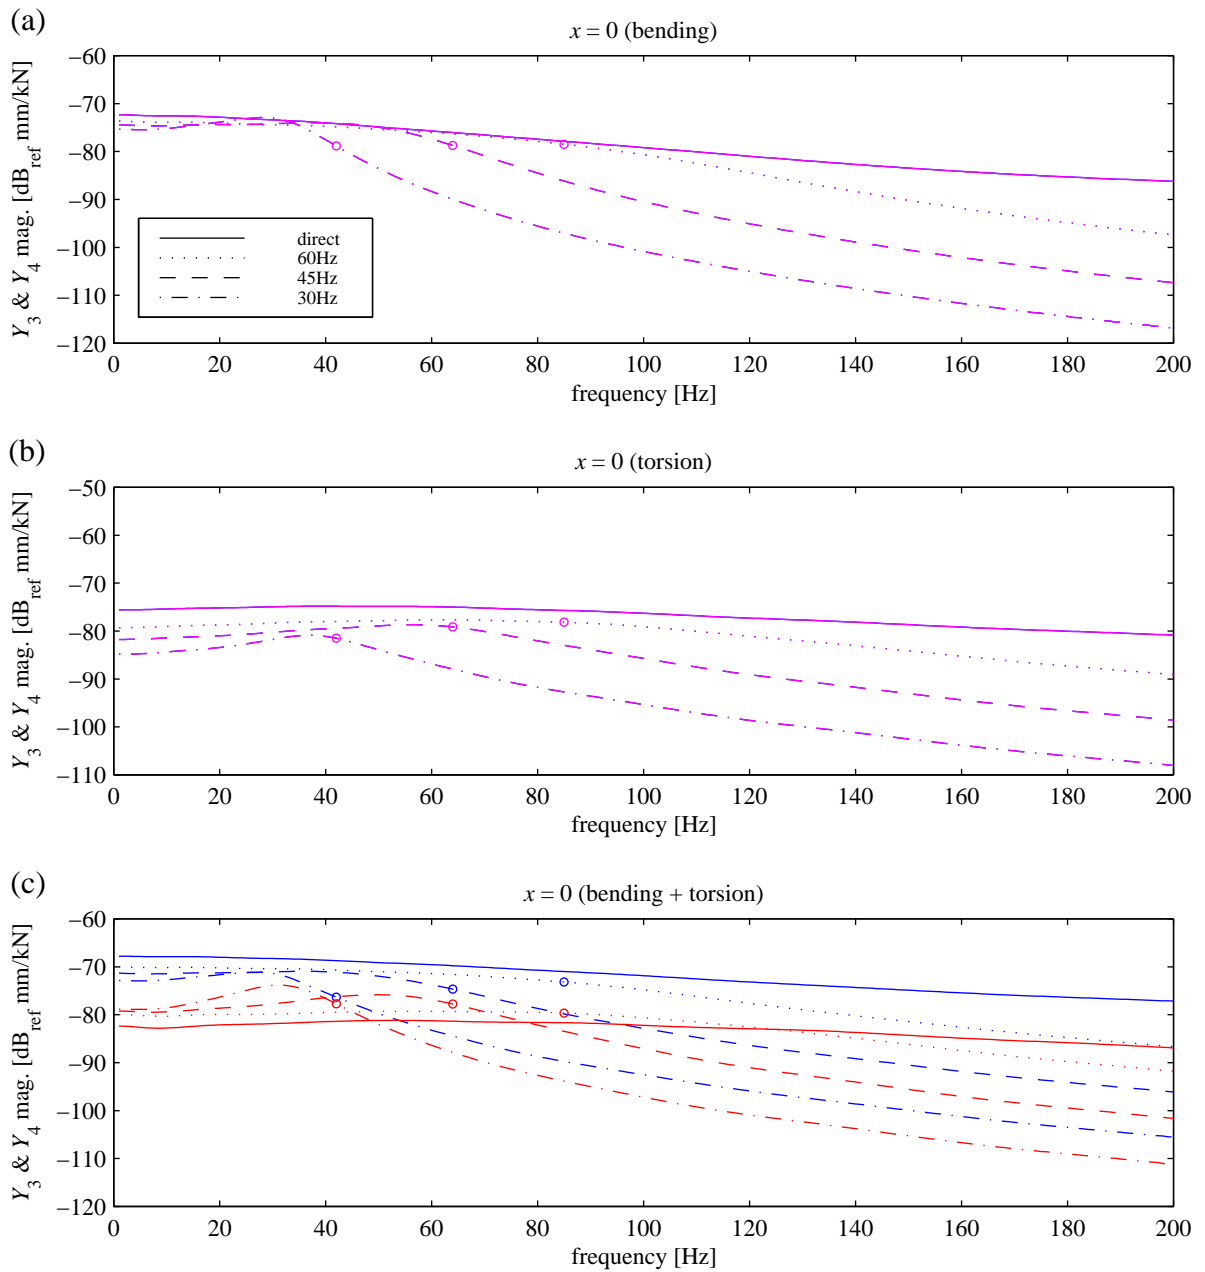 (a)
x = 0 (bending)
Y3 & Y4 mag. [dBref mm/kN]
−60
−70
−80
−90
−100
−110
−120
direct
60Hz
45Hz
30Hz
0 20 40 60 80 100 120 140 160 180 200
frequency [Hz]
(b)
x = 0 (torsion)
Y3 & Y4 mag. [dBref mm/kN]
−50
−60
−70
−80
−90
−100
−110
0 20 40 60 80 100 120 140 160 180 200
frequency [Hz]
(c)
x = 0 (bending + torsion)
Y3 & Y4 mag. [dBref mm/kN]
−60
−70
−80
−90
−100
−110
−120
0 20 40 60 80 100 120 140 160 180 200
frequency [Hz]